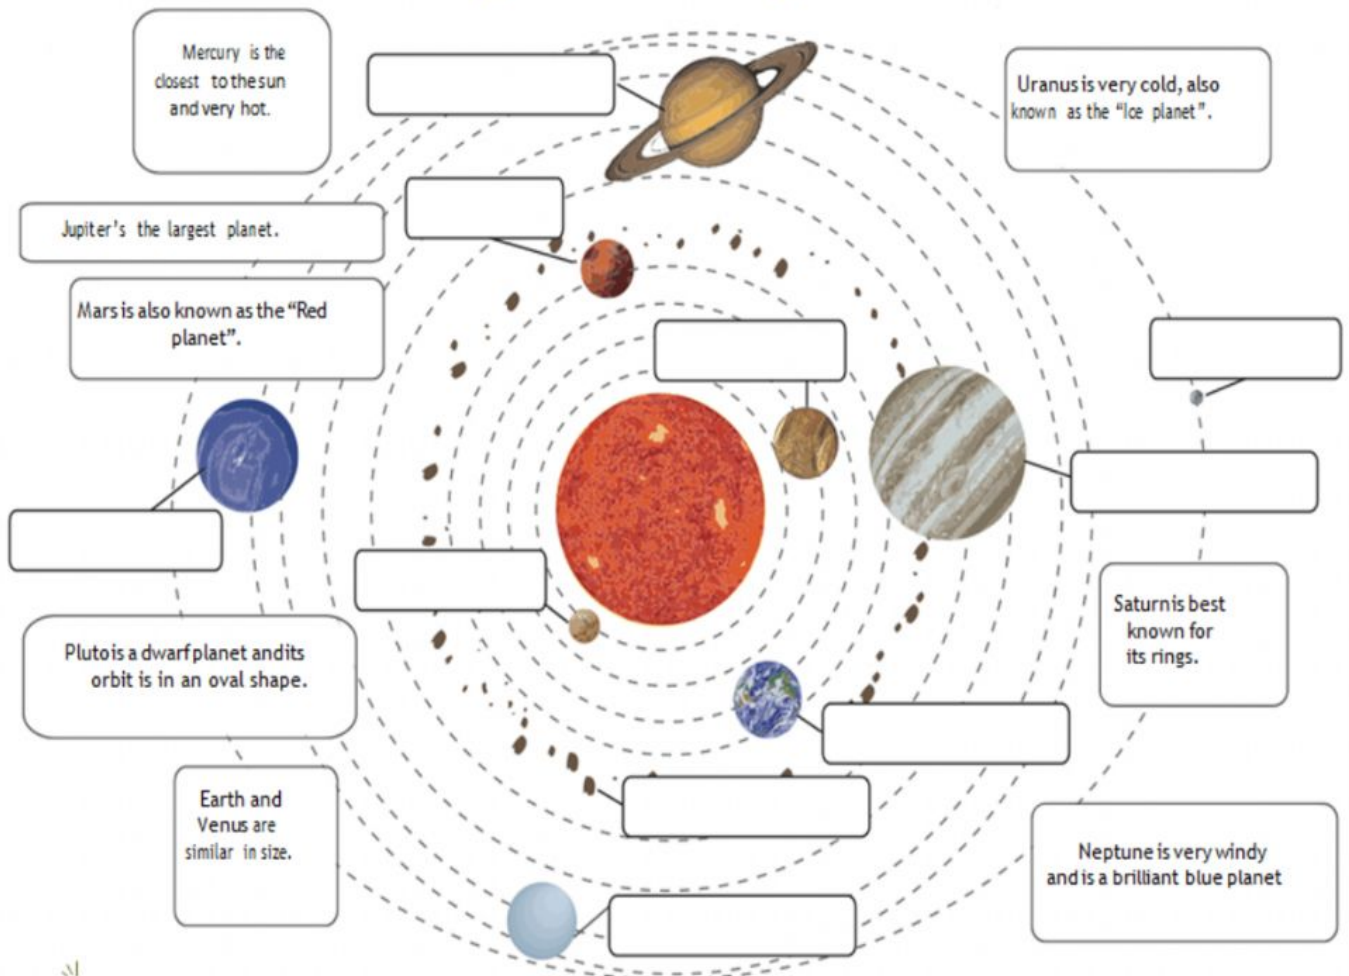 Mercury is the
closest to the sun
and very hot.
Uranus is very cold, also
known as the “Ice planet”.
Jupiter’s the largest planet.
Mars is also known as the “Red
planet”.
Saturn is best
known for
its rings.
Pluto is a dwarf planet and its
orbit is in an oval shape.
Earth and
Venus are
similar in size.
Neptune is very windy
and is a brilliant blue planet